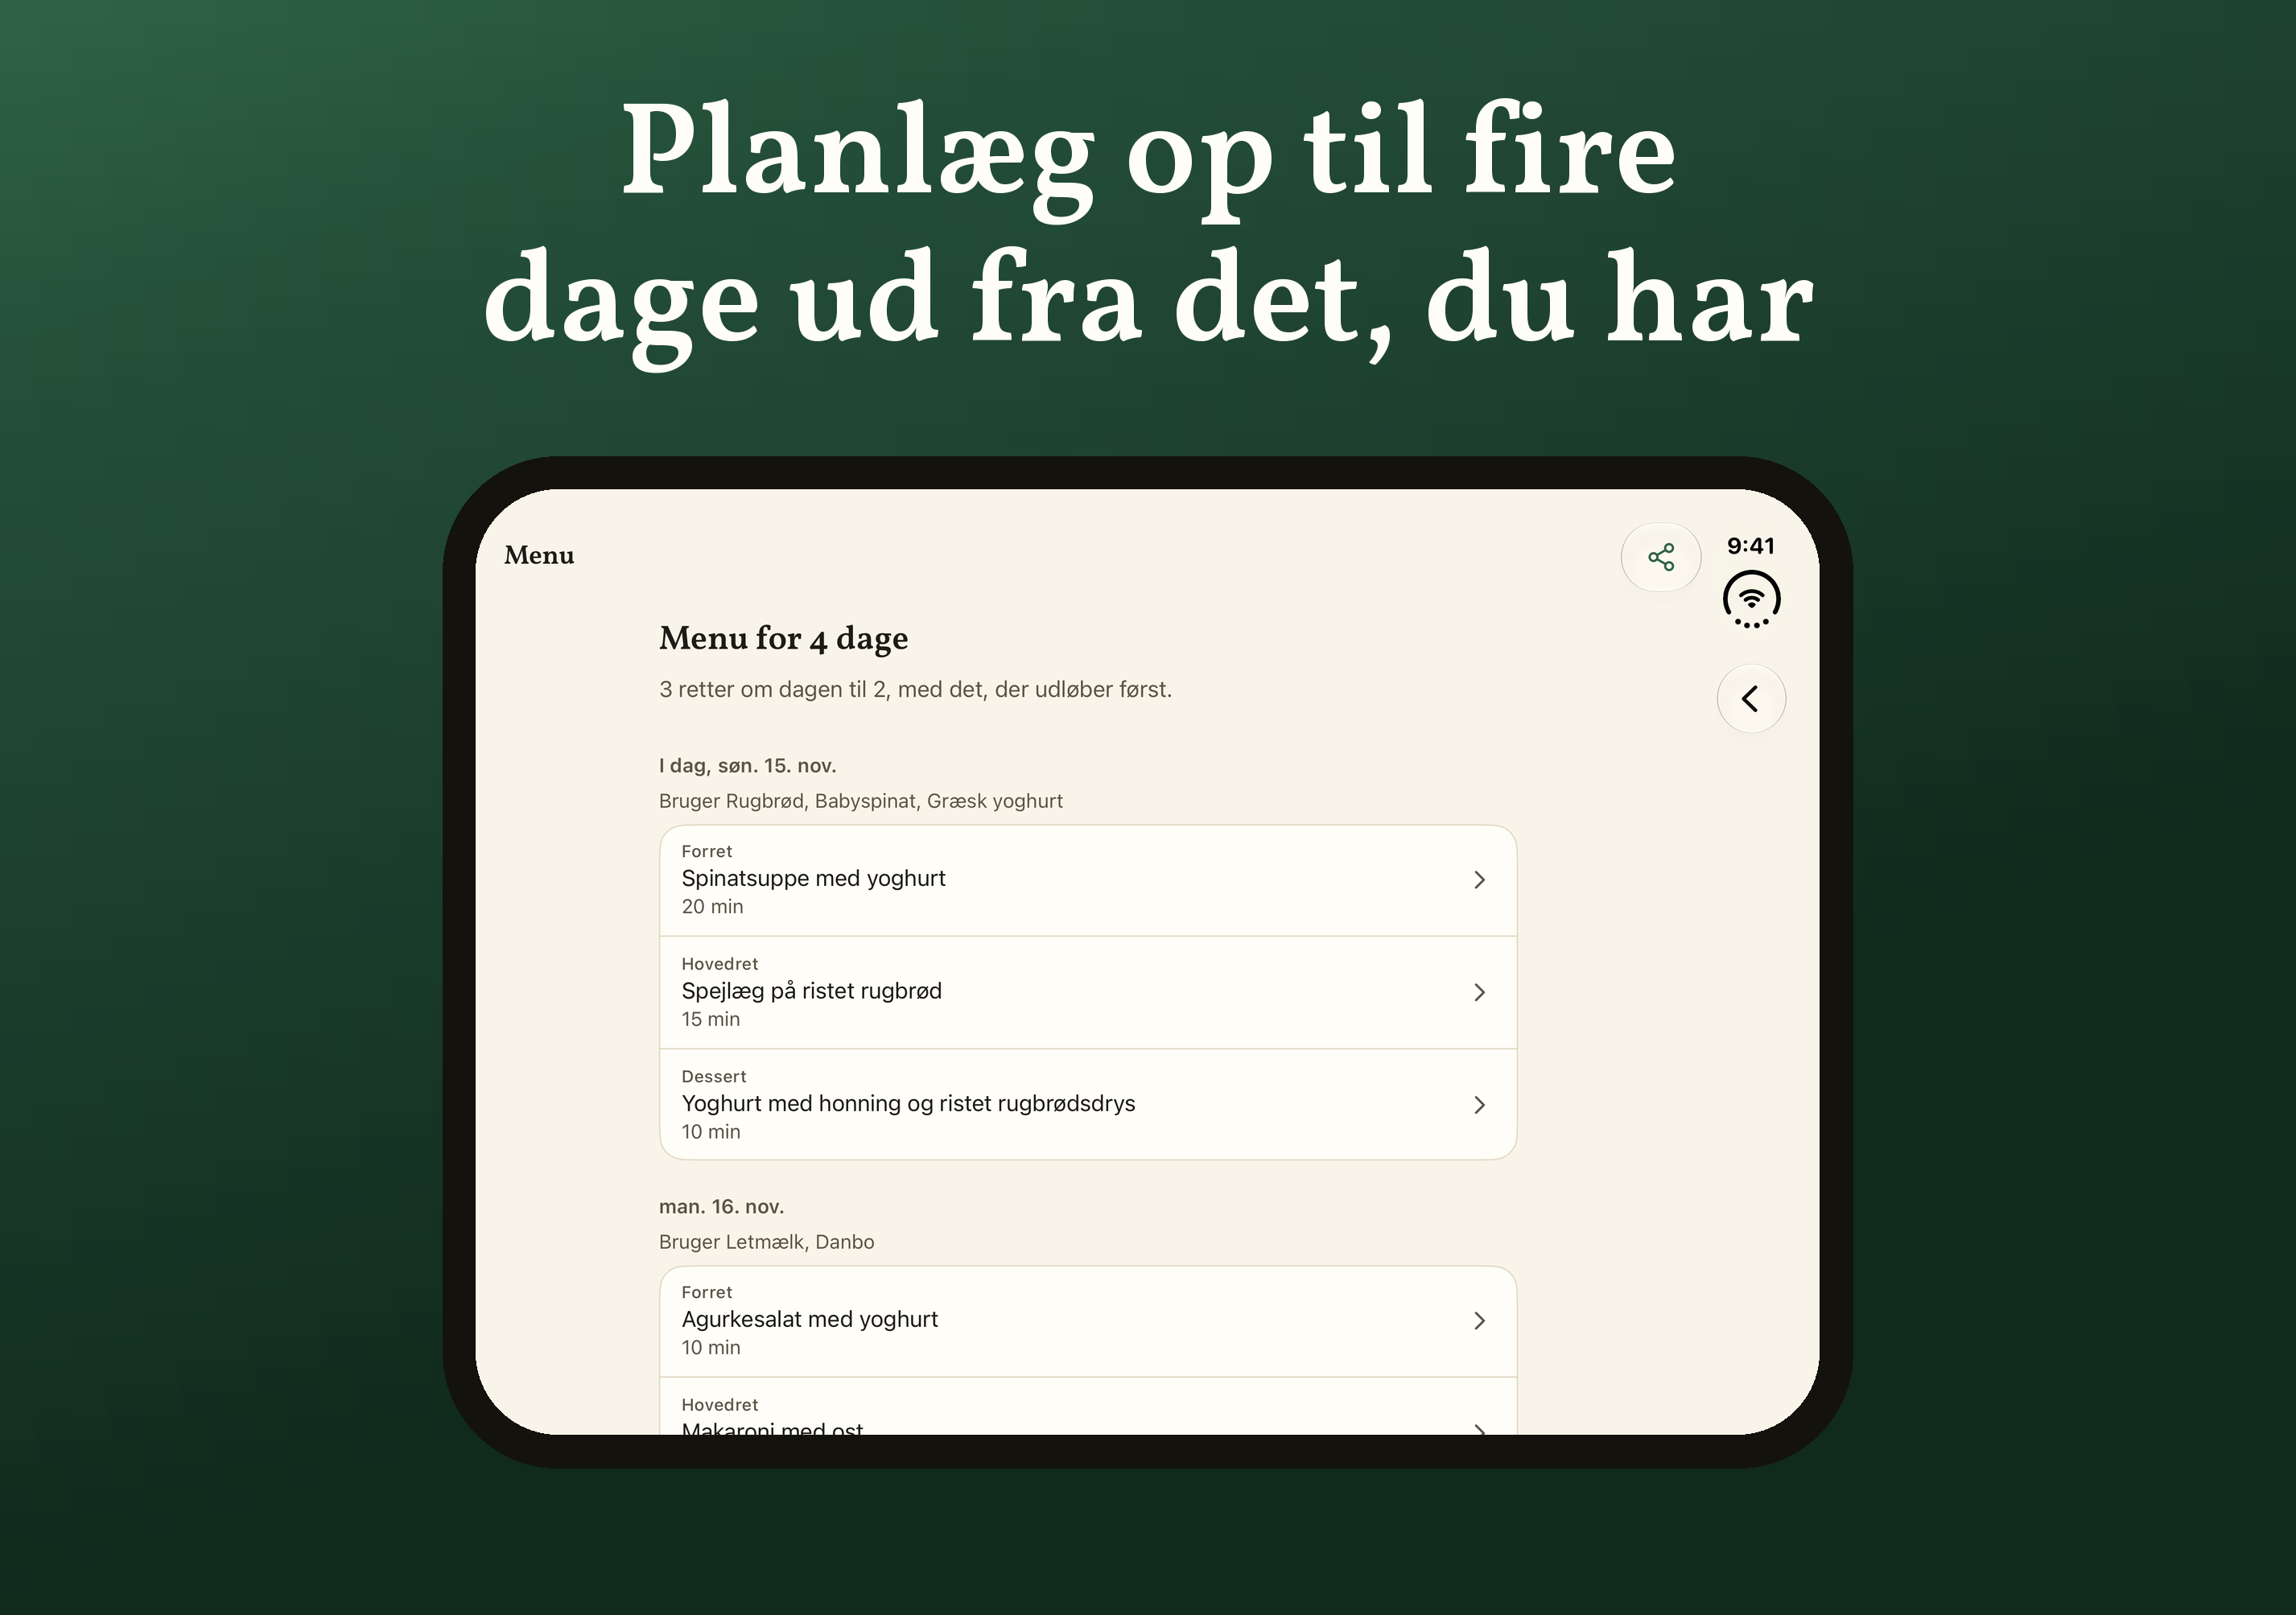 Planlæg op til fire
dage ud fra det, du har
Menu
9:41
Menu for 4 dage
3 retter om dagen til 2, med det, der udløber først.
I dag, søn. 15. nov.
Bruger Rugbrød, Babyspinat, Græsk yoghurt
Forret
Spinatsuppe med yoghurt
20 min
Hovedret
Spejlæg på ristet rugbrød
15 min
Dessert
Yoghurt med honning og ristet rugbrødsdrys
10 min
man. 16. nov.
Bruger Letmælk, Danbo
Forret
Agurkesalat med yoghurt
10 min
Hovedret
Makaroni med ost